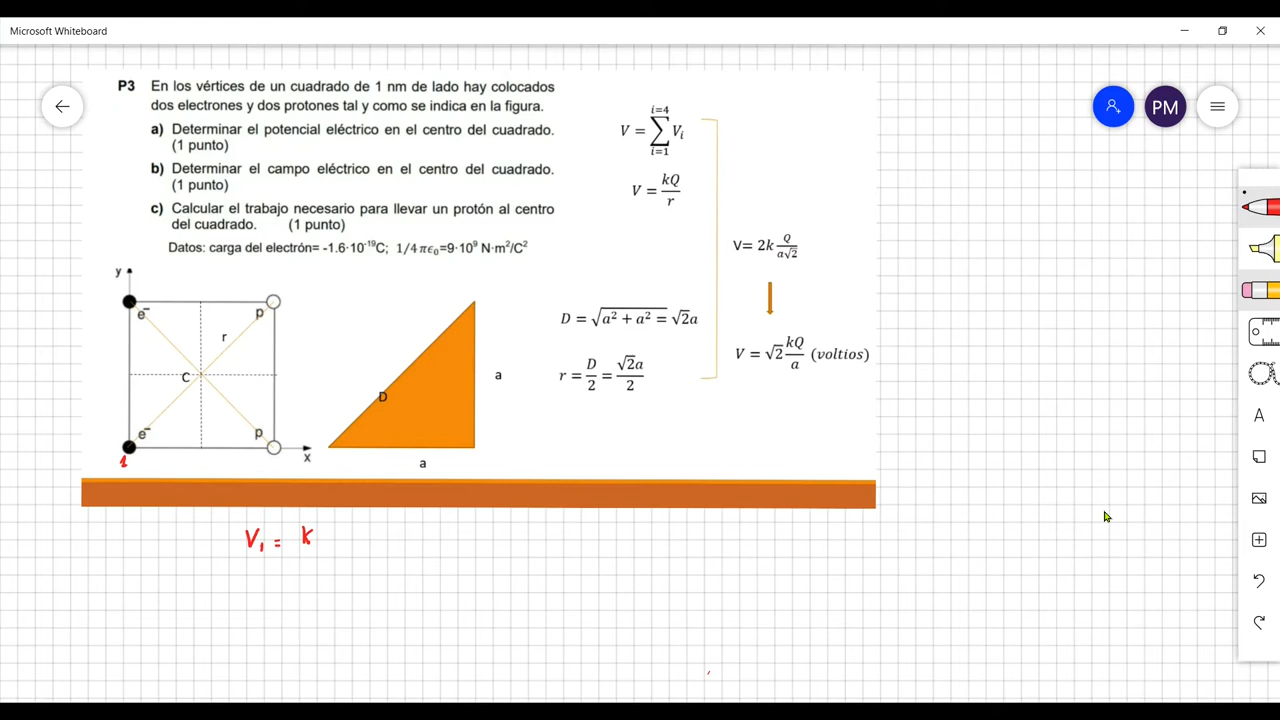 Microsoft Whiteboard
P3 En los vértices de un cuadrado de 1 nm de lado hay colocados
dos electrones y dos protones tal y como se indica en la figura.
a) Determinar el potencial eléctrico en el centro del cuadrado.
(1 punto)
b) Determinar el campo eléctrico en el centro del cuadrado.
(1 punto)
c) Calcular el trabajo necesario para llevar un protón al centro
del cuadrado. (1 punto)
Datos: carga del electrón= -1.6·10⁻¹⁹C; 1/4πϵ₀=9·10⁹ N·m²/C²
y
e⁻
p
r
C
e⁻
p
x
1
D
a
a
V = ∑_{i=1}^{i=4} Vᵢ
V = kQ/r
D = √(a² + a² =) √2a
r = D/2 = √2a/2
V= 2k Q/(a√2)
V = √2 kQ/a (voltios)
V₁ = k
PM
A